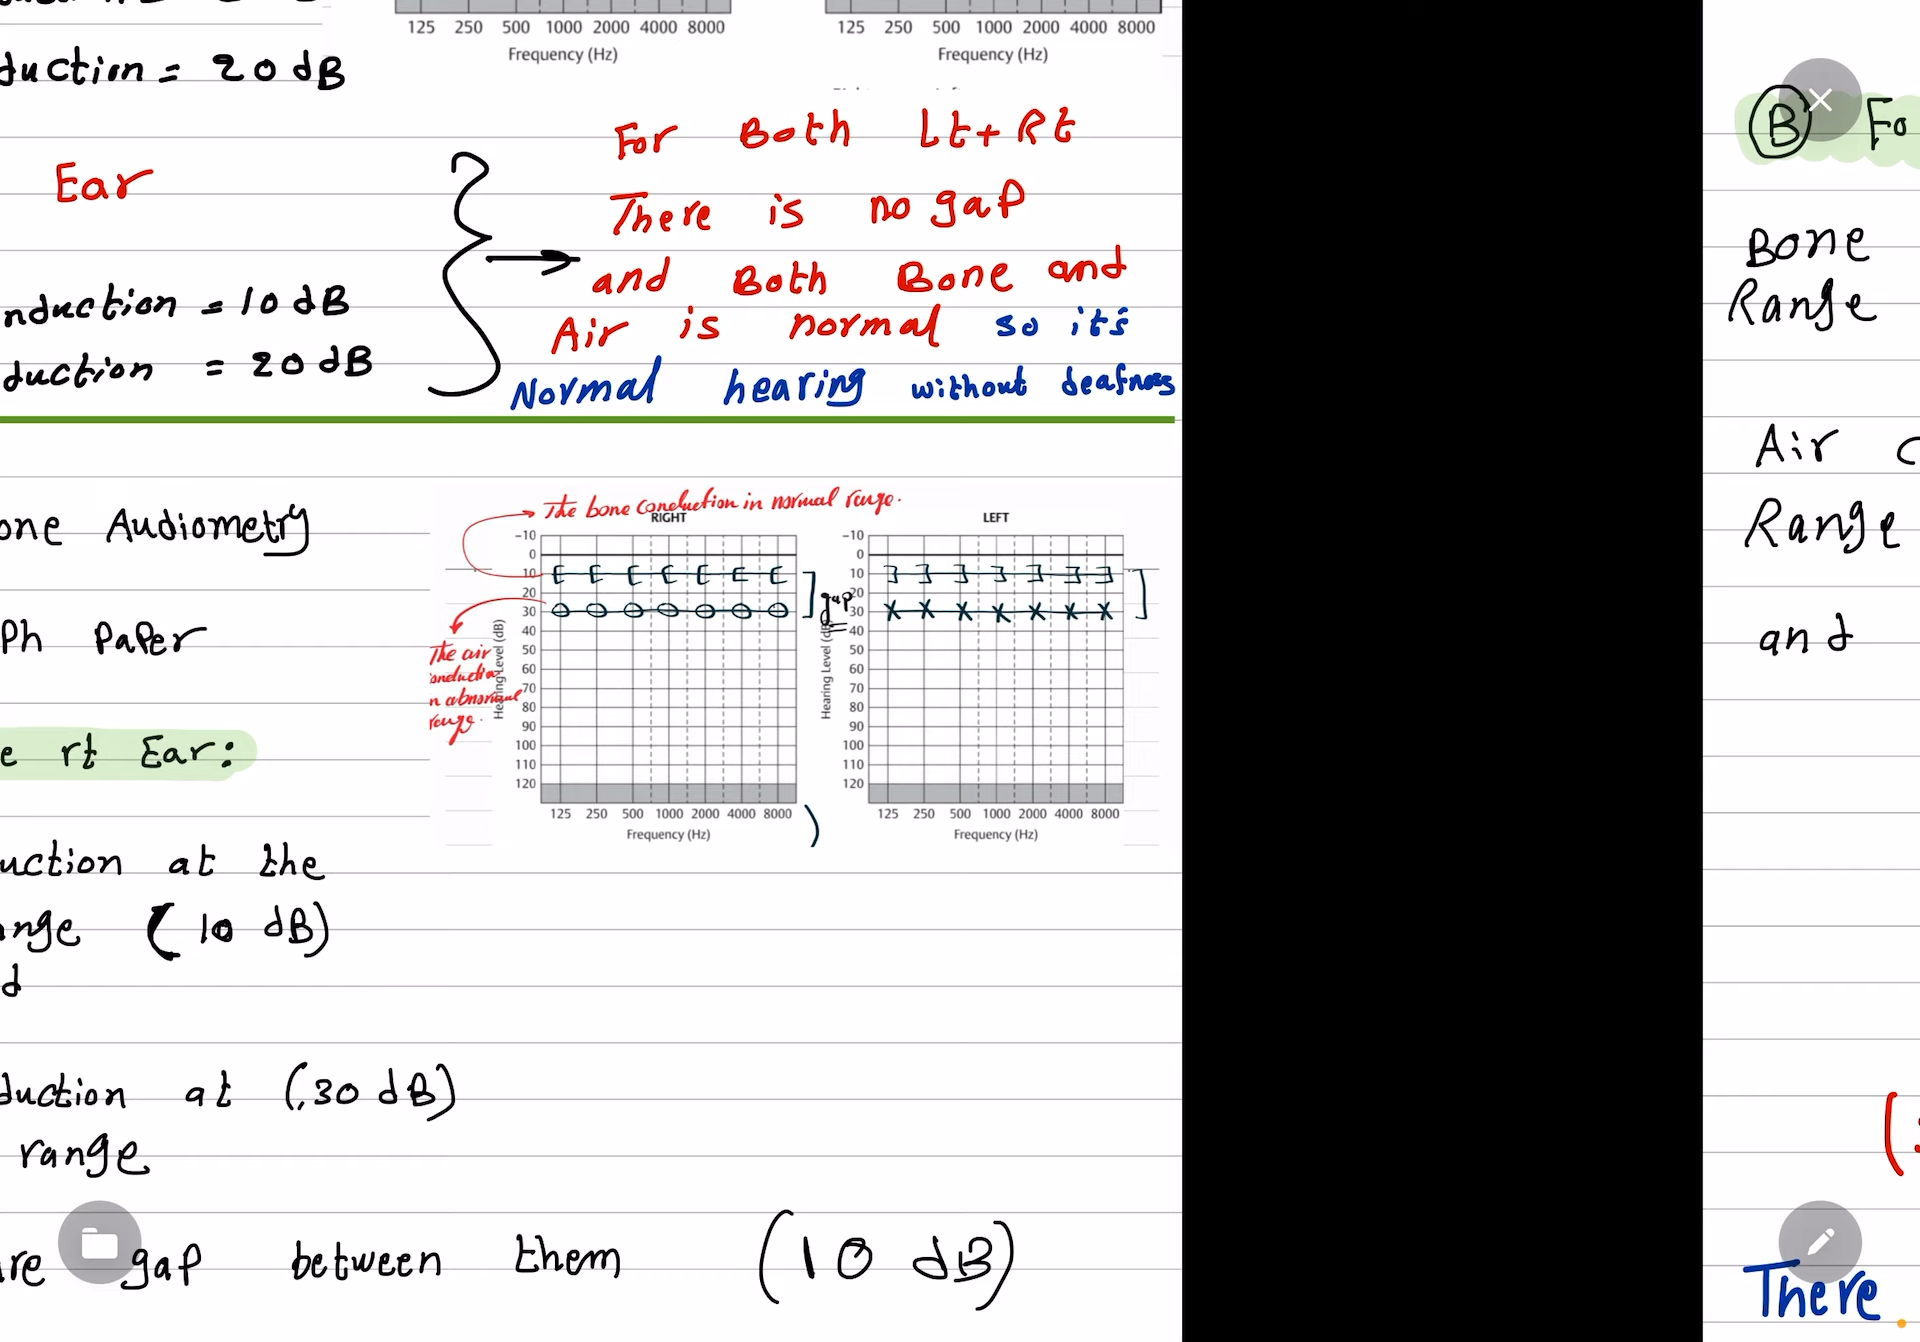 125 250 500 1000 2000 4000 8000
Frequency (Hz)
125 250 500 1000 2000 4000 8000
Frequency (Hz)
duction = 20 dB
Ear
nduction = 10 dB
duction = 20 dB
For Both Lt + Rt
There is no gap
and Both Bone and
Air is normal so it's
Normal hearing without deafness
one Audiometry
Ph Paper
e rt Ear:
uction at the
ange (10 dB)
d
duction at (30 dB)
range
re gap between them (10 dB)
The bone conduction in normal range.
RIGHT
-10
0
10
20
30
40
50
60
70
80
90
100
110
120
Hearing Level (dB)
125 250 500 1000 2000 4000 8000
Frequency (Hz)
The air
onduction
n abnormal
range.
gap
LEFT
-10
0
10
20
30
40
50
60
70
80
90
100
110
120
Hearing Level (dB)
125 250 500 1000 2000 4000 8000
Frequency (Hz)
B Fo
Bone
Range
Air c
Range
and
There